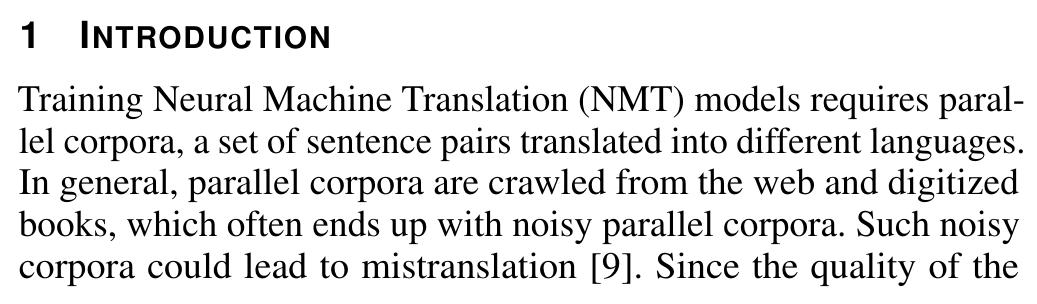 1 INTRODUCTION
Training Neural Machine Translation (NMT) models requires paral-
lel corpora, a set of sentence pairs translated into different languages.
In general, parallel corpora are crawled from the web and digitized
books, which often ends up with noisy parallel corpora. Such noisy
corpora could lead to mistranslation [9]. Since the quality of the